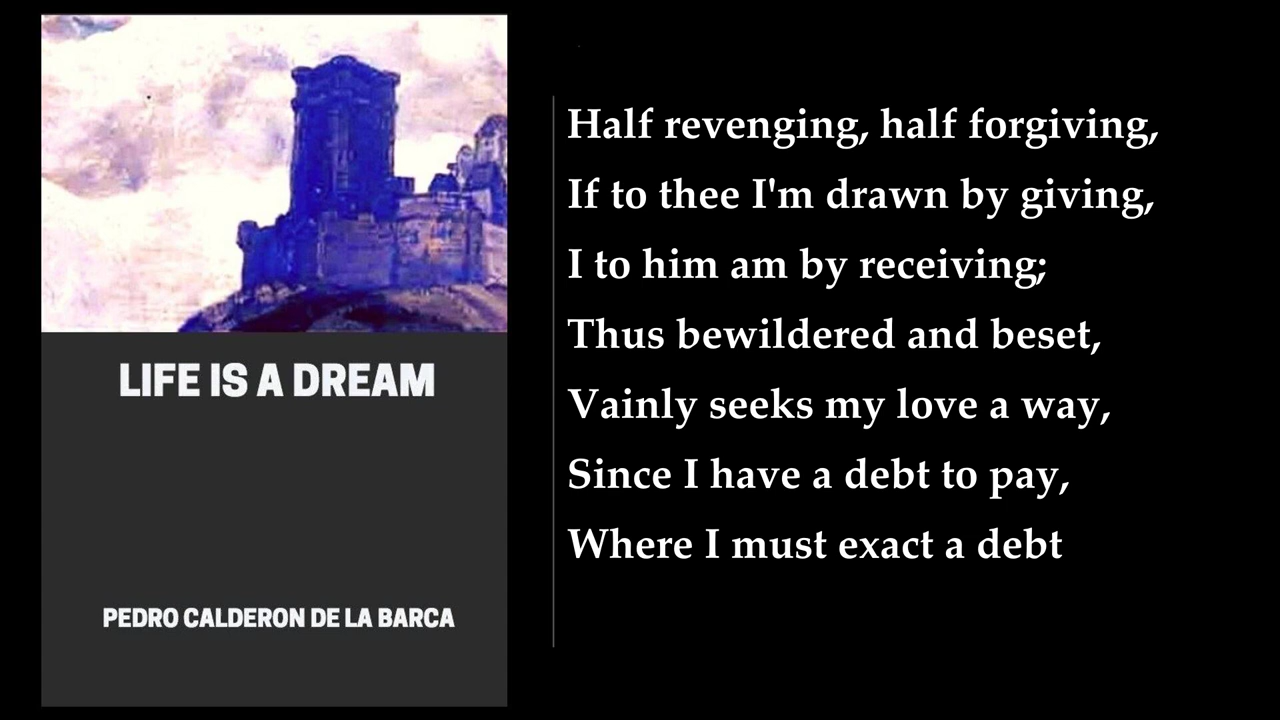 LIFE IS A DREAM
PEDRO CALDERON DE LA BARCA
Half revenging, half forgiving,
If to thee I'm drawn by giving,
I to him am by receiving;
Thus bewildered and beset,
Vainly seeks my love a way,
Since I have a debt to pay,
Where I must exact a debt